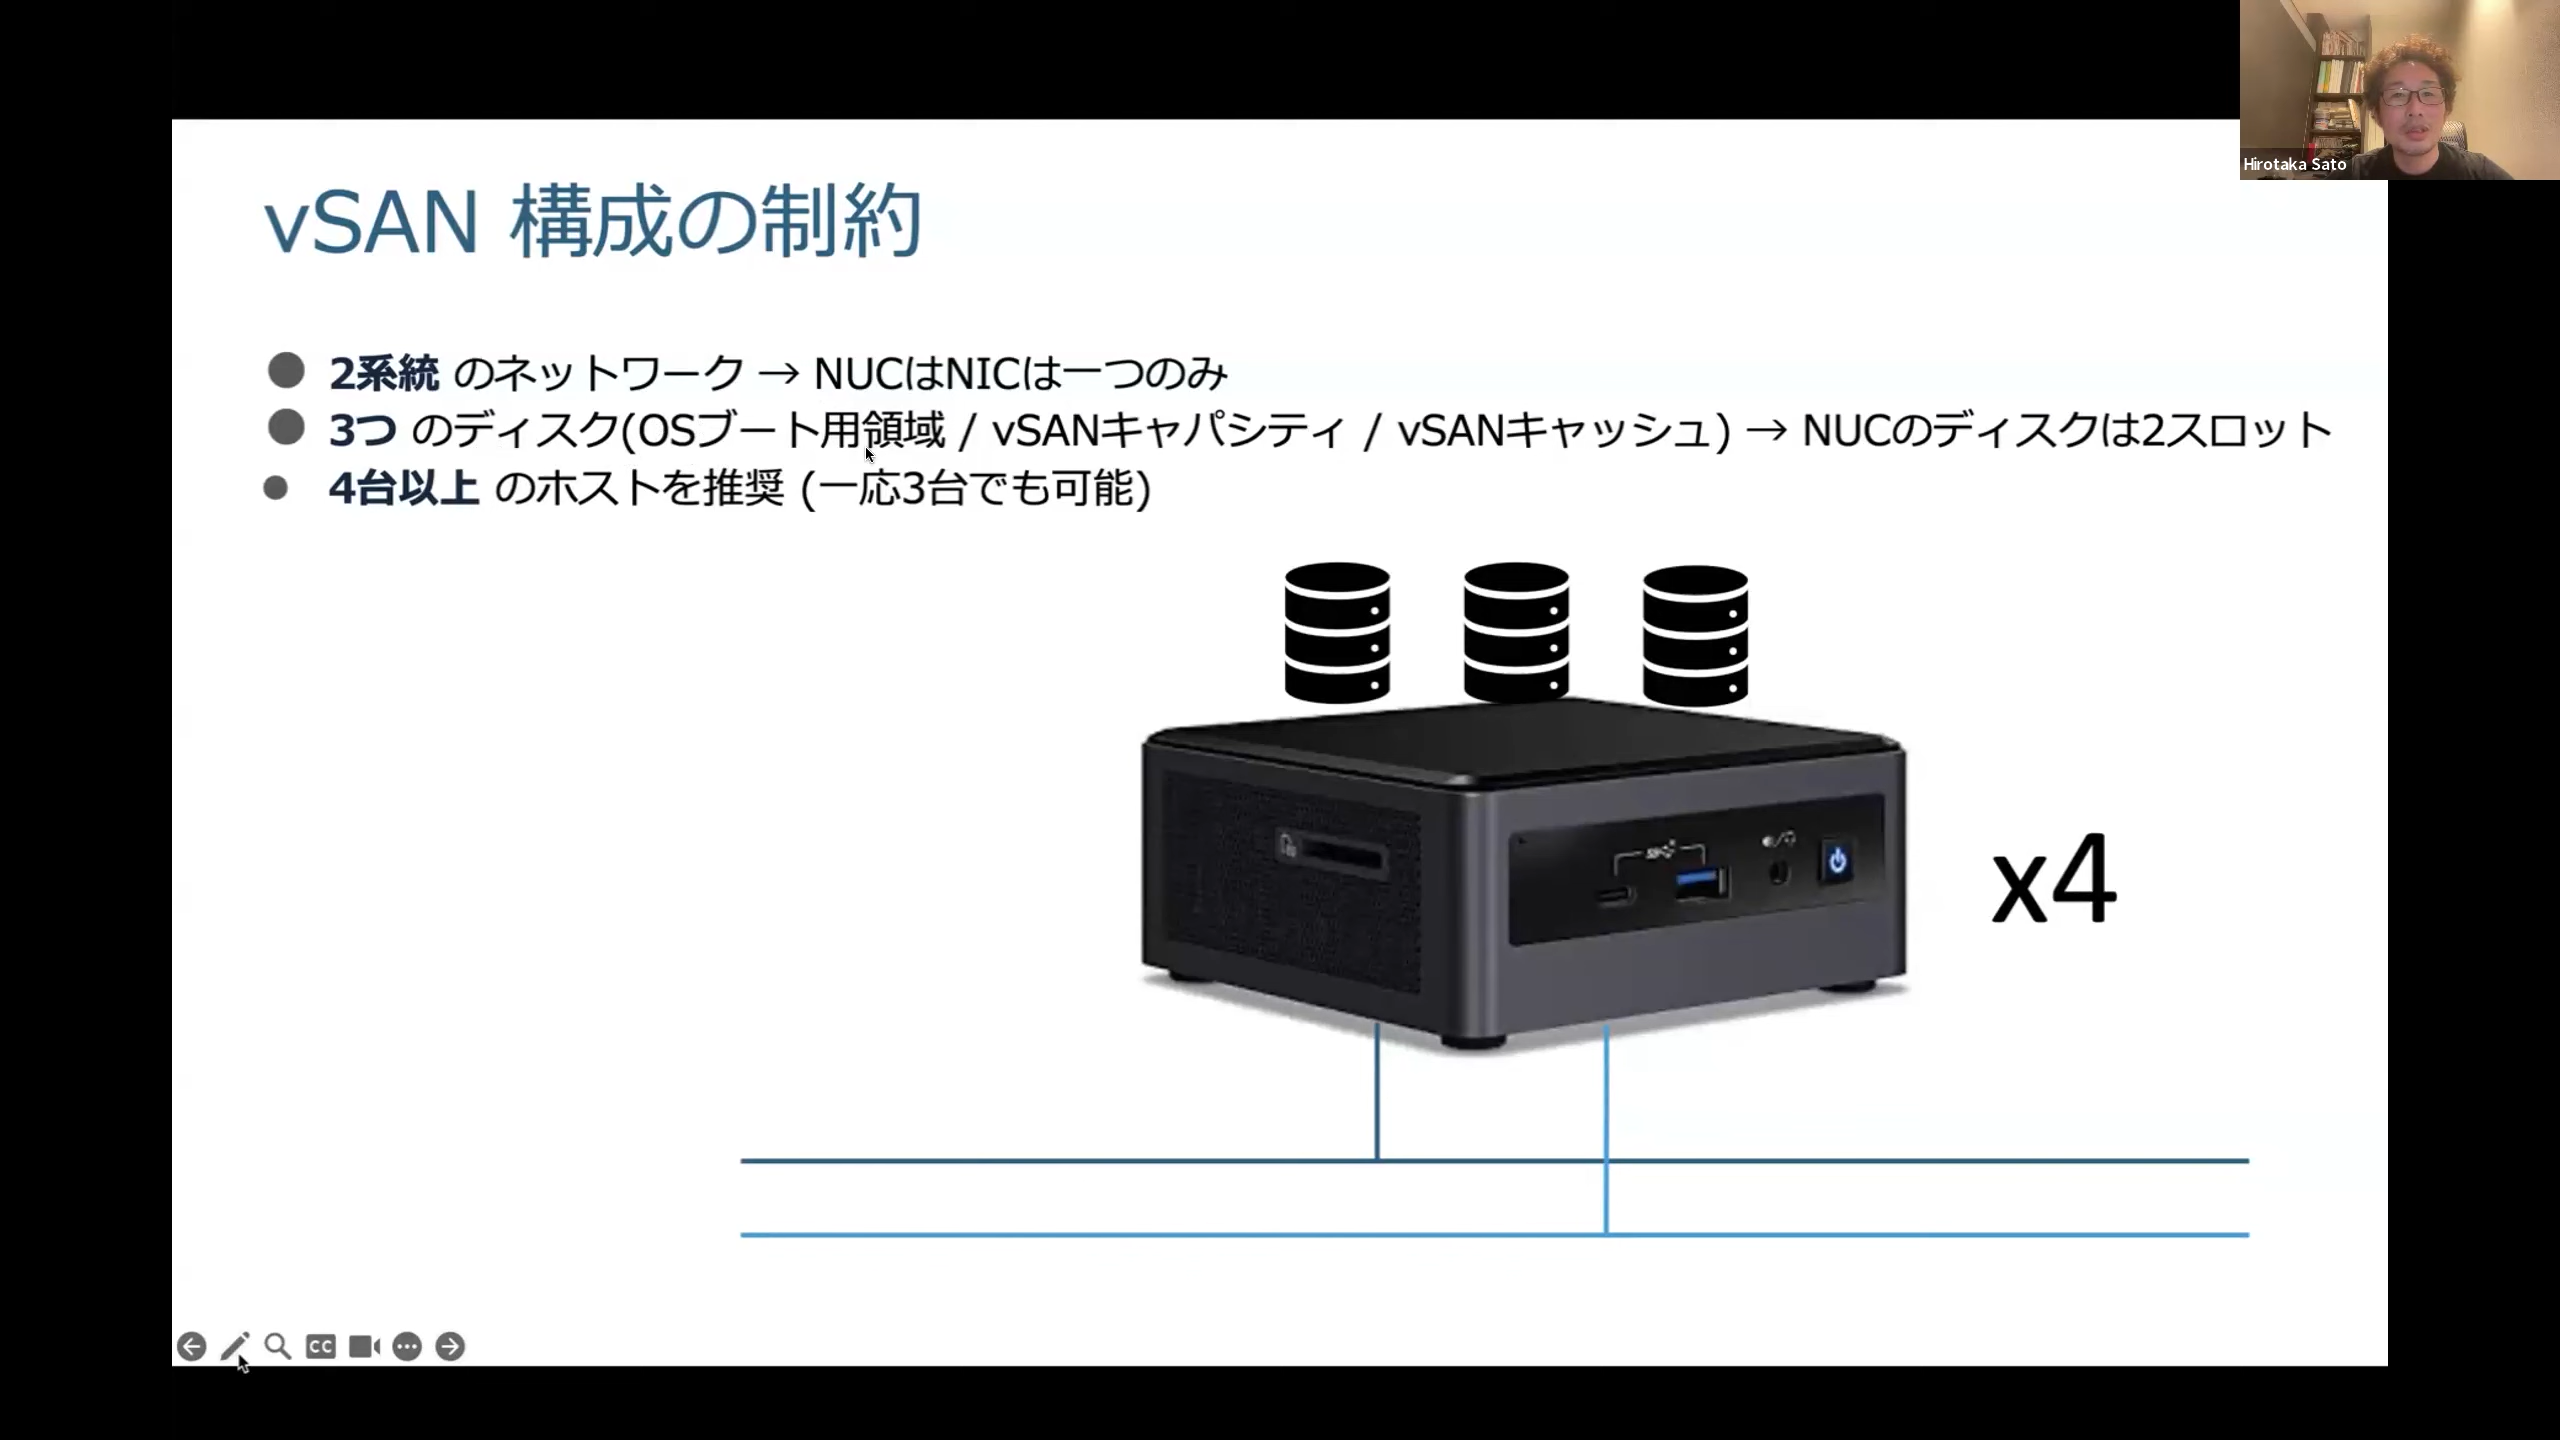 Hirotaka Sato
vSAN 構成の制約
2系統 のネットワーク → NUCはNICは一つのみ
3つ のディスク(OSブート用領域 / vSANキャパシティ / vSANキャッシュ) → NUCのディスクは2スロット
4台以上 のホストを推奨 (一応3台でも可能)
x4
CC